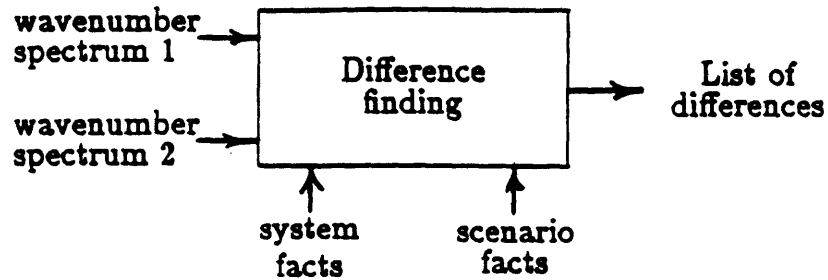 wavenumber
spectrum 1
wavenumber
spectrum 2
Difference
finding
List of
differences
system
facts
scenario
facts